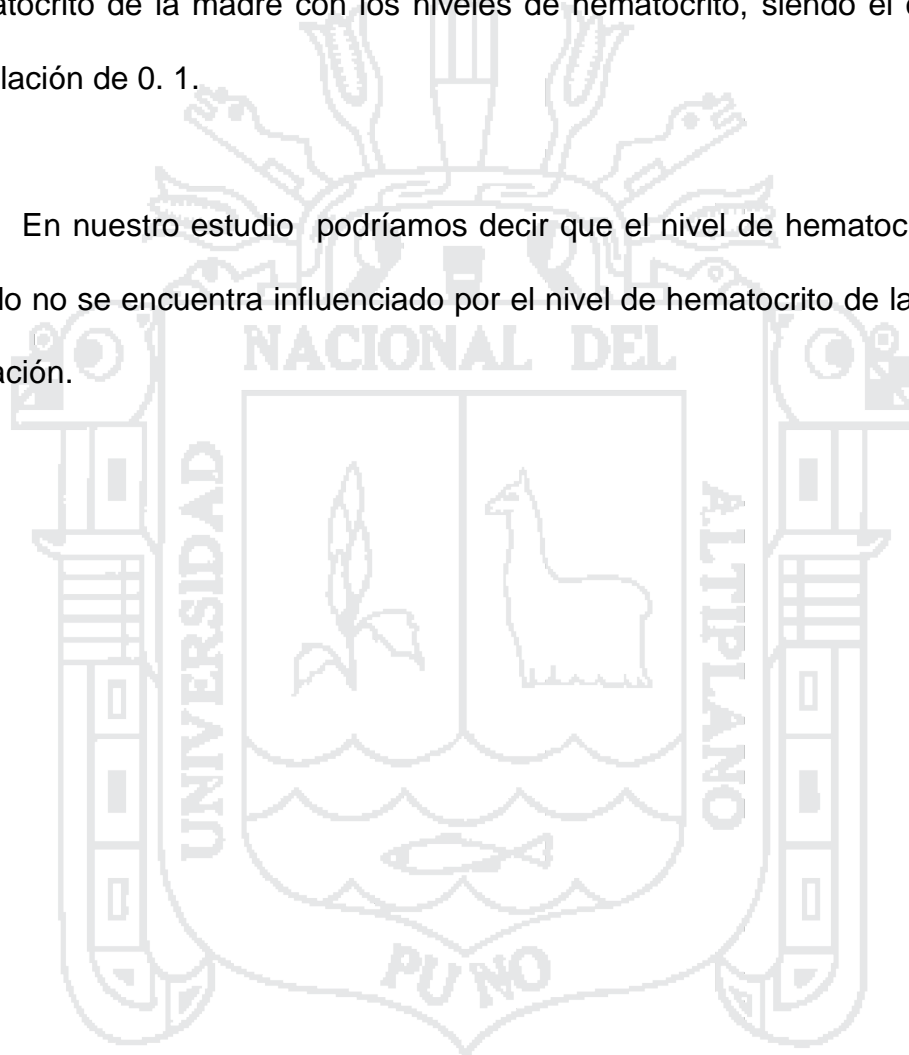 atocrito de la madre con los niveles de hematocrito, siendo el
lación de 0. 1.
En nuestro estudio podríamos decir que el nivel de hematoc
lo no se encuentra influenciado por el nivel de hematocrito de la
ación.
NACIONAL DEL
UNIVERSIDAD
ALTIPLANO
PUNO